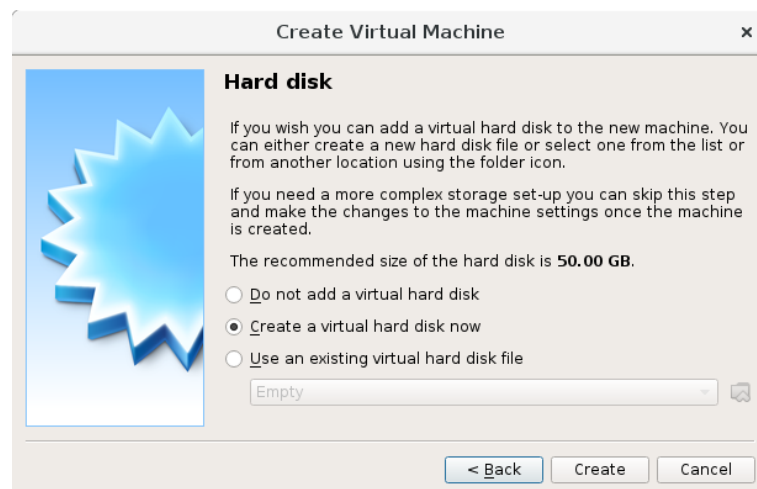 Create Virtual Machine
×
Hard disk
If you wish you can add a virtual hard disk to the new machine. You
can either create a new hard disk file or select one from the list or
from another location using the folder icon.
If you need a more complex storage set-up you can skip this step
and make the changes to the machine settings once the machine
is created.
The recommended size of the hard disk is 50.00 GB.
Do not add a virtual hard disk
Create a virtual hard disk now
Use an existing virtual hard disk file
Empty
< Back Create Cancel